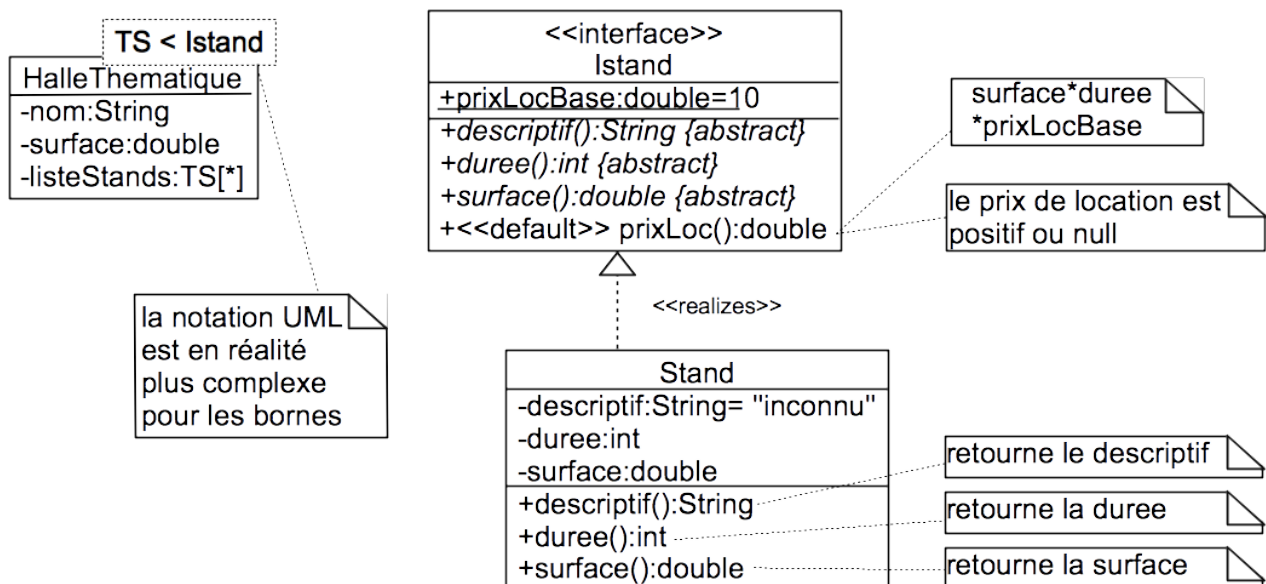 TS < Istand
HalleThematique
-nom:String
-surface:double
-listeStands:TS[*]
la notation UML
est en réalité
plus complexe
pour les bornes
<<interface>>
Istand
+prixLocBase:double=10
+descriptif():String {abstract}
+duree():int {abstract}
+surface():double {abstract}
+<<default>> prixLoc():double
surface*duree
*prixLocBase
le prix de location est
positif ou null
<<realizes>>
Stand
-descriptif:String= "inconnu"
-duree:int
-surface:double
+descriptif():String
+duree():int
+surface():double
retourne le descriptif
retourne la duree
retourne la surface